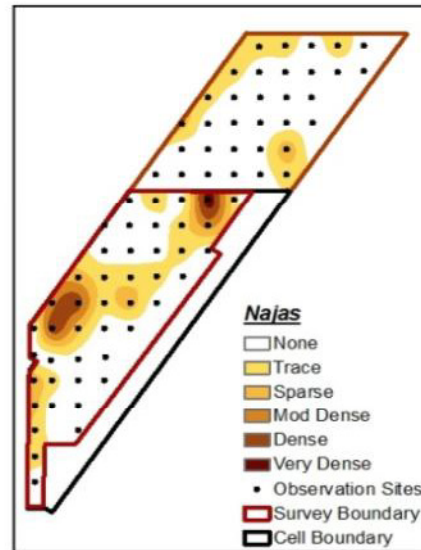 Najas
None
Trace
Sparse
Mod Dense
Dense
Very Dense
Observation Sites
Survey Boundary
Cell Boundary